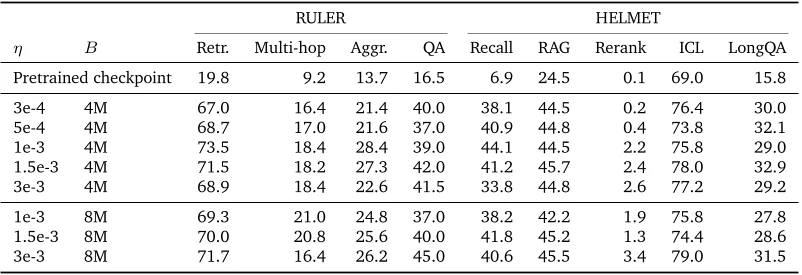 RULER HELMET
η B Retr. Multi-hop Aggr. QA Recall RAG Rerank ICL LongQA
Pretrained checkpoint 19.8 9.2 13.7 16.5 6.9 24.5 0.1 69.0 15.8
3e-4 4M 67.0 16.4 21.4 40.0 38.1 44.5 0.2 76.4 30.0
5e-4 4M 68.7 17.0 21.6 37.0 40.9 44.8 0.4 73.8 32.1
1e-3 4M 73.5 18.4 28.4 39.0 44.1 44.5 2.2 75.8 29.0
1.5e-3 4M 71.5 18.2 27.3 42.0 41.2 45.7 2.4 78.0 32.9
3e-3 4M 68.9 18.4 22.6 41.5 33.8 44.8 2.6 77.2 29.2
1e-3 8M 69.3 21.0 24.8 37.0 38.2 42.2 1.9 75.8 27.8
1.5e-3 8M 70.0 20.8 25.6 40.0 41.8 45.2 1.3 74.4 28.6
3e-3 8M 71.7 16.4 26.2 45.0 40.6 45.5 3.4 79.0 31.5